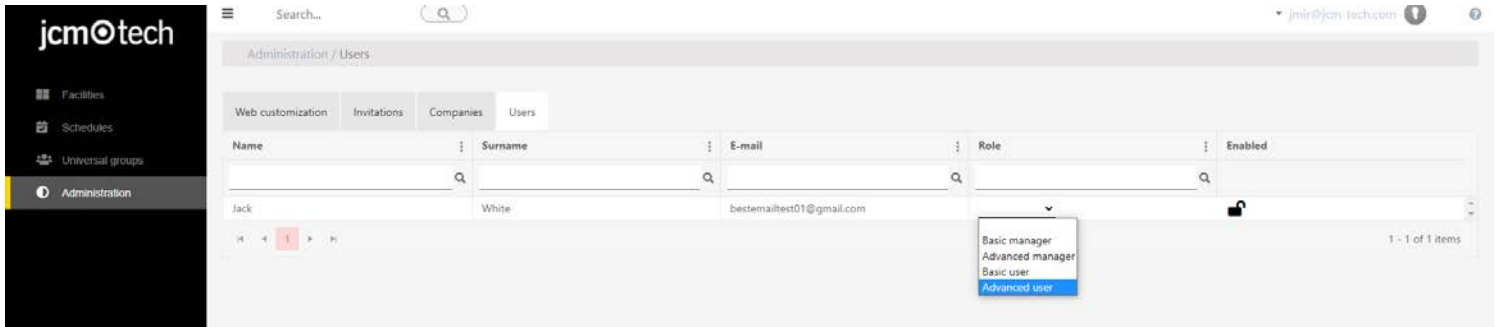 jcm tech
Search...
jmir@jcm-tech.com
Administration / Users
Facilities
Schedules
Universal groups
Administration
Web customization Invitations Companies Users
Name Surname E-mail Role Enabled
Jack White bestemailtest01@gmail.com
Basic manager
Advanced manager
Basic user
Advanced user
1
1 - 1 of 1 items